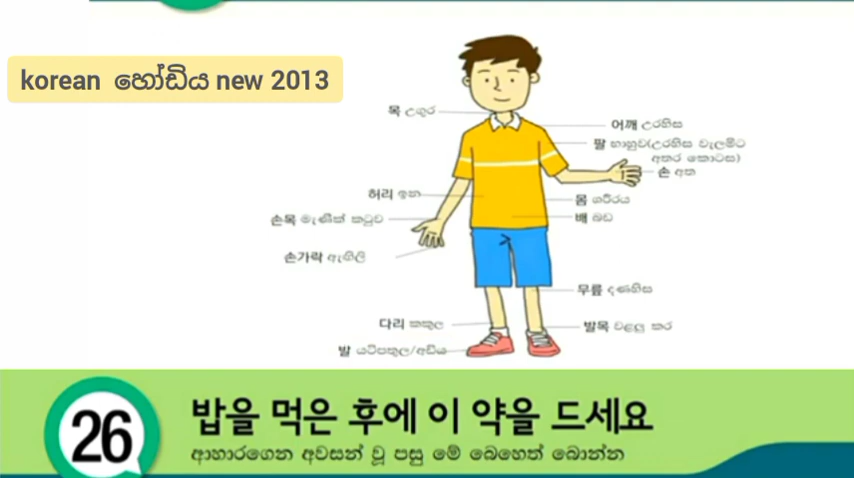 korean හෝඩිය new 2013
목 උගුර
어깨 උරහිස
팔 භාහුව(උරහිස වැලමිට
අතර කොටස)
손 අත
허리 ඉන
몸 ශරීරය
손목 මැණික් කටුව
배 බඩ
손가락 ඇඟිලි
무릎 දණහිස
다리 කකුල
발목 වළලු කර
발 යටිපතුල/අඩිය
26
밥을 먹은 후에 이 약을 드세요
ආහාරගෙන අවසන් වූ පසු මේ බෙහෙත් බොන්න